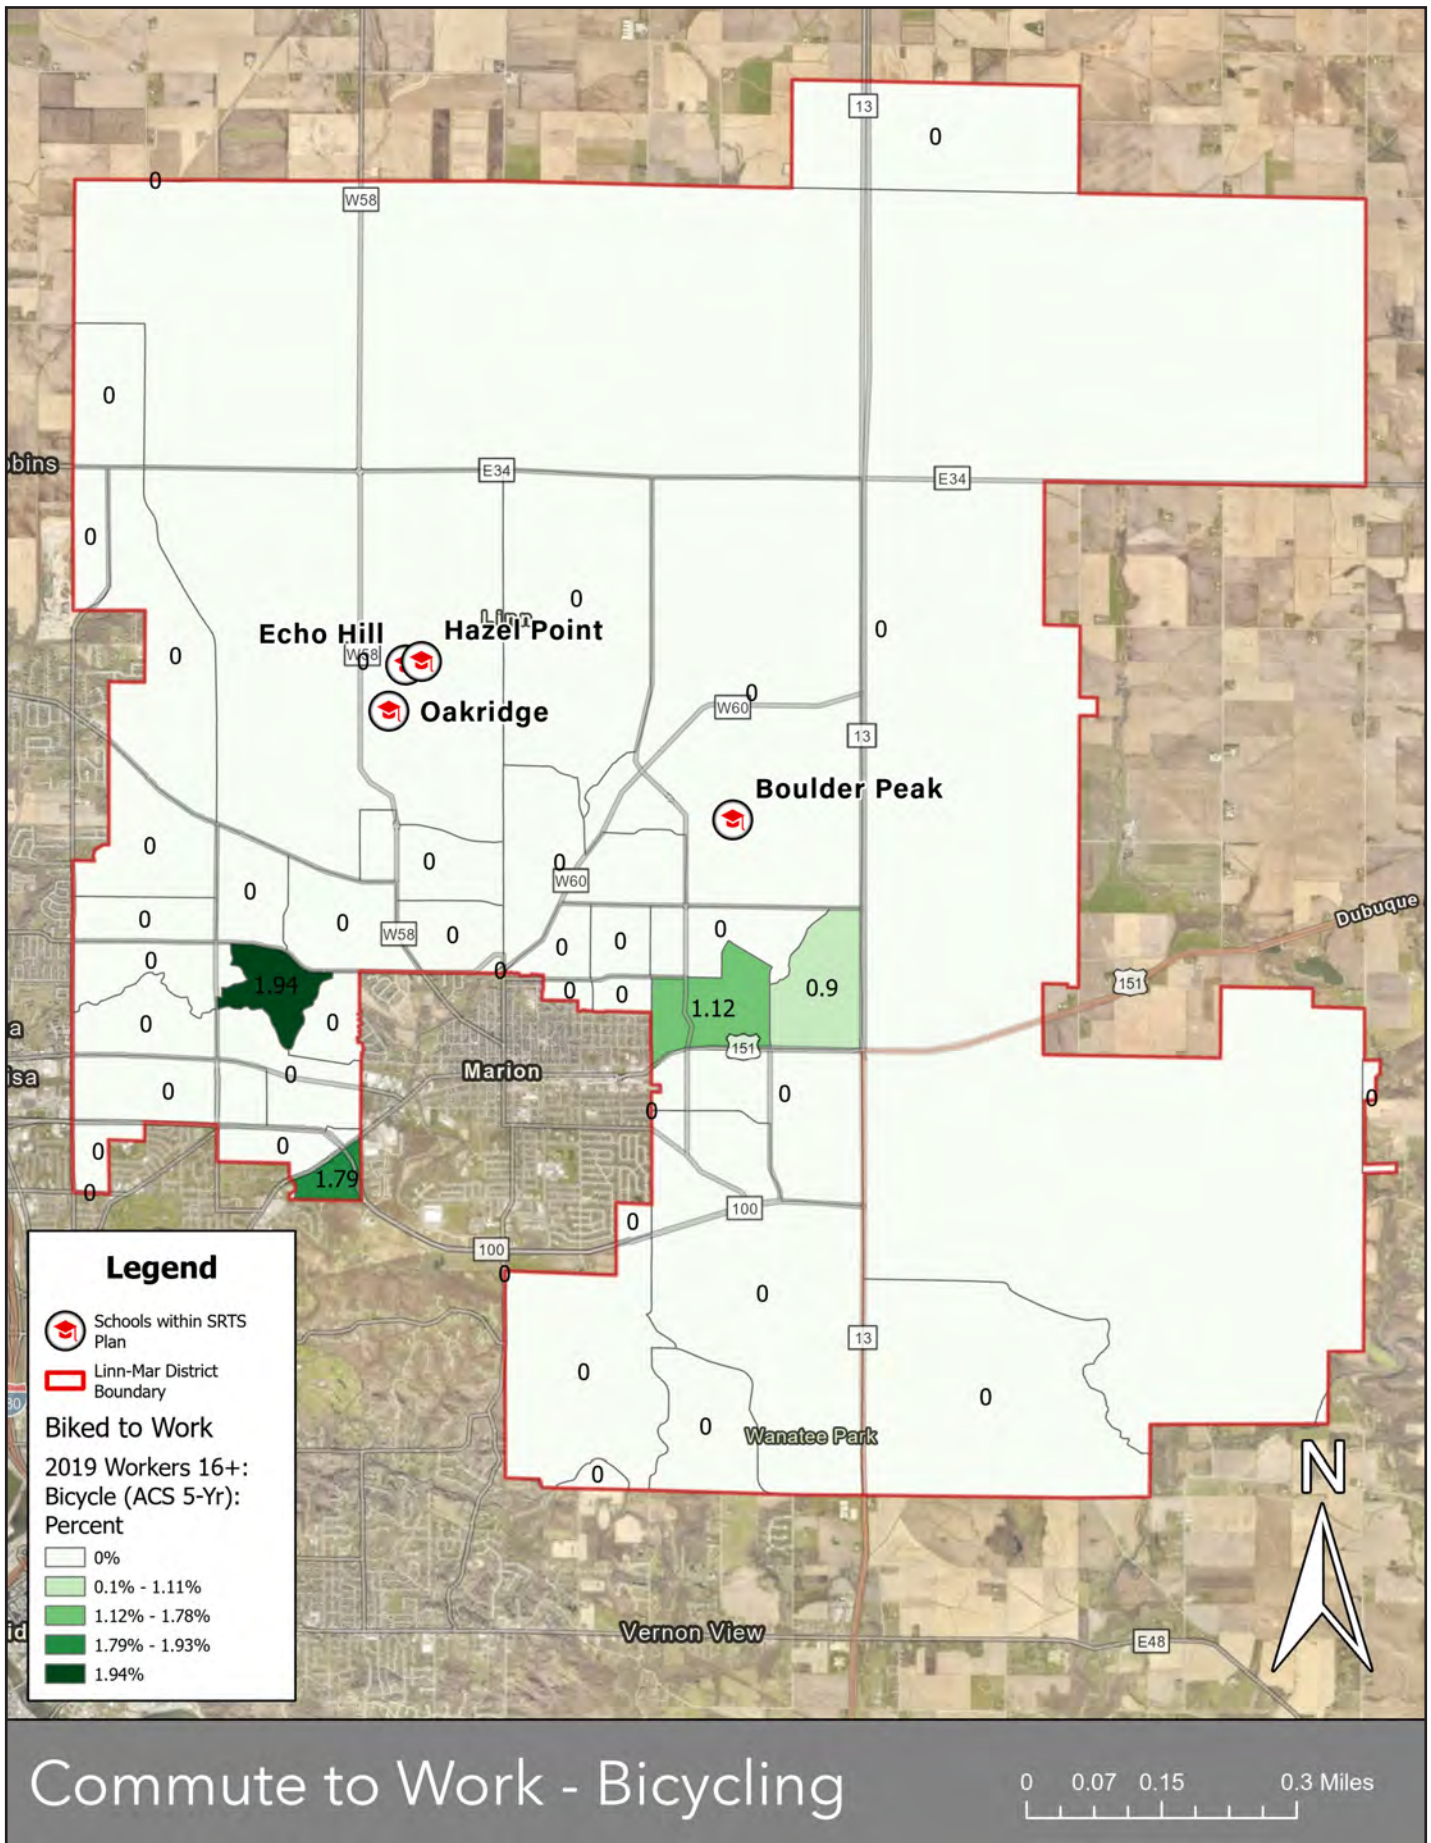 13
0
0
W58
0
bins
E34
E34
0
0
Linn
Echo Hill
Hazel Point
0
0
W58
0
0
W60
Oakridge
13
Boulder Peak
0
0
0
W60
0
0
0
W58
0
0
0
0
Dubuque
0
0
0
1.94
0.9
151
0
0
1.12
0
0
a
151
Marion
isa
0
0
0
0
0
0
0
1.79
0
100
0
100
0
0
13
0
0
0
Wanatee Park
0
Legend
Schools within SRTS
Plan
Linn-Mar District
Boundary
Biked to Work
2019 Workers 16+:
Bicycle (ACS 5-Yr):
Percent
0%
0.1% - 1.11%
1.12% - 1.78%
1.79% - 1.93%
1.94%
80
id
N
Vernon View
E48
Commute to Work - Bicycling
0 0.07 0.15 0.3 Miles